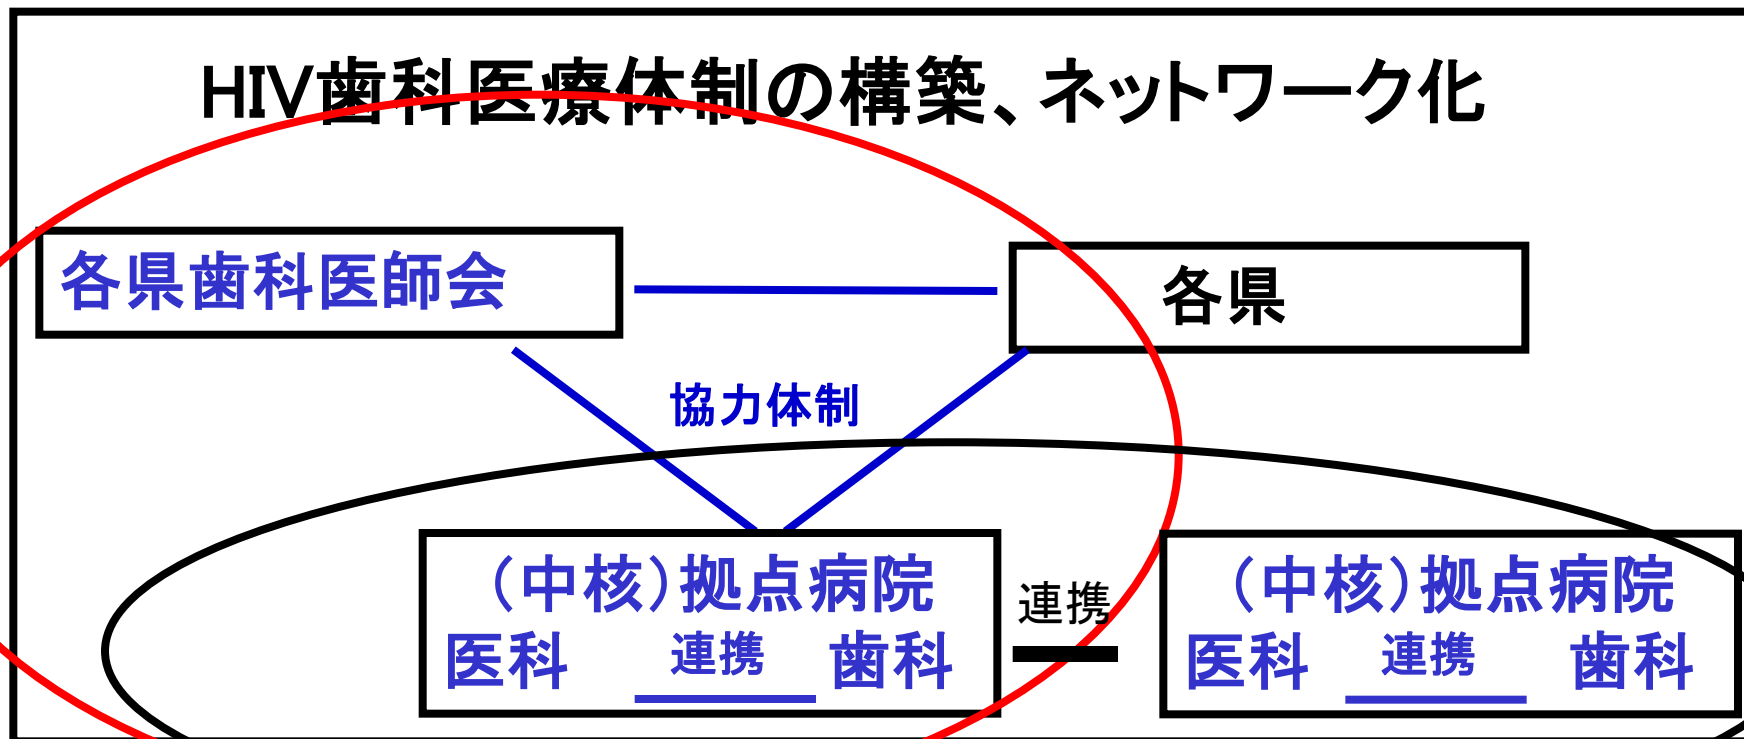 HIV歯科医療体制の構築、ネットワーク化
各県歯科医師会
各県
協力体制
（中核）拠点病院
医科 連携 歯科
連携
（中核）拠点病院
医科 連携 歯科